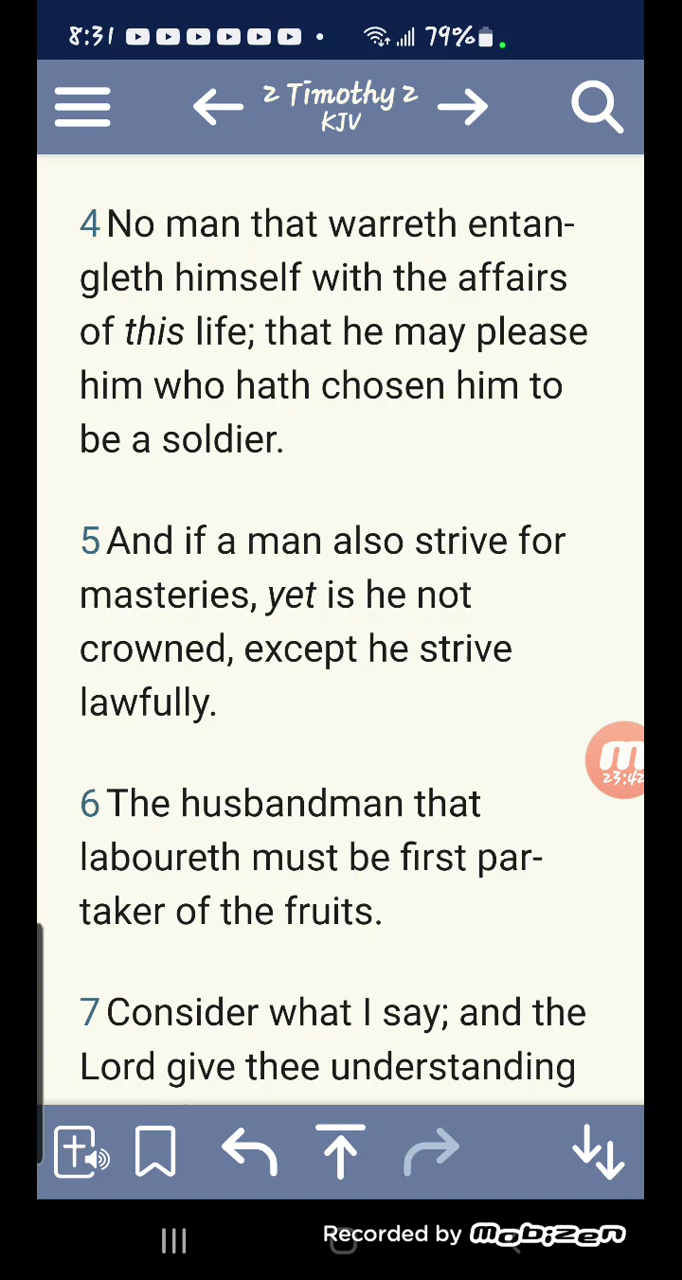 8:31 79%
2 Timothy 2
KJV
4 No man that warreth entan-
gleth himself with the affairs
of this life; that he may please
him who hath chosen him to
be a soldier.
5 And if a man also strive for
masteries, yet is he not
crowned, except he strive
lawfully.
6 The husbandman that
laboureth must be first par-
taker of the fruits.
23:42
7 Consider what I say; and the
Lord give thee understanding
Recorded by mobizen